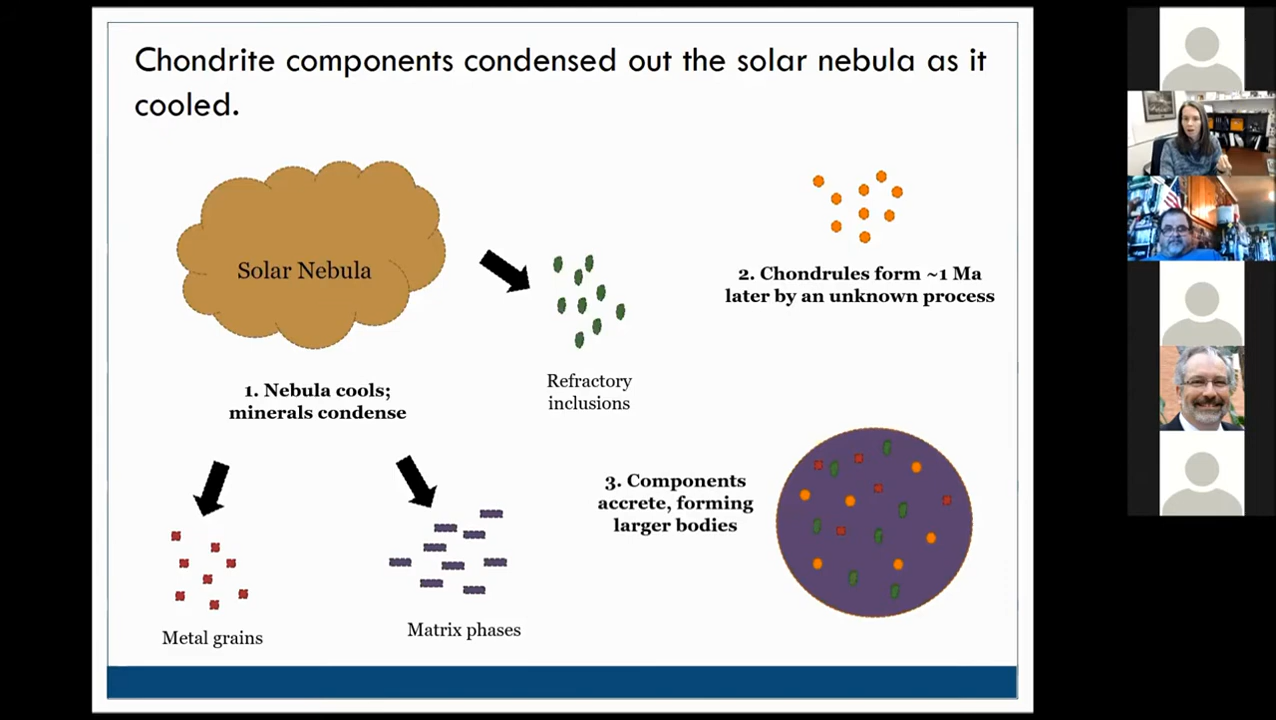 Chondrite components condensed out the solar nebula as it
cooled.
Solar Nebula
1. Nebula cools;
minerals condense
Refractory
inclusions
2. Chondrules form ~1 Ma
later by an unknown process
Metal grains
Matrix phases
3. Components
accrete, forming
larger bodies